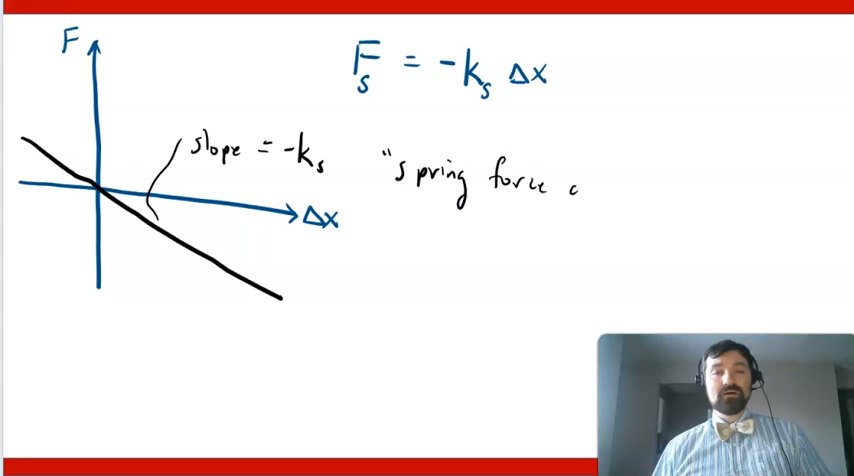 F
F_s = -k_s Δx
slope = -k_s
"spring force c
Δx